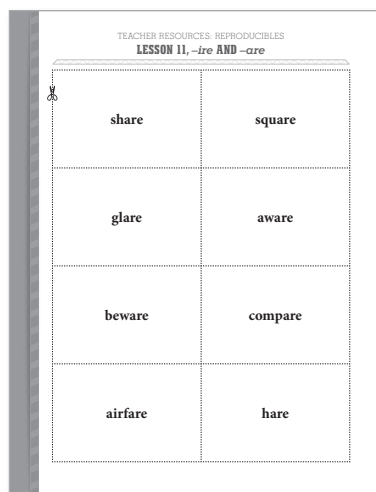 TEACHER RESOURCES: REPRODUCIBLES
LESSON 11, –ire AND –are
share square
glare aware
beware compare
airfare hare